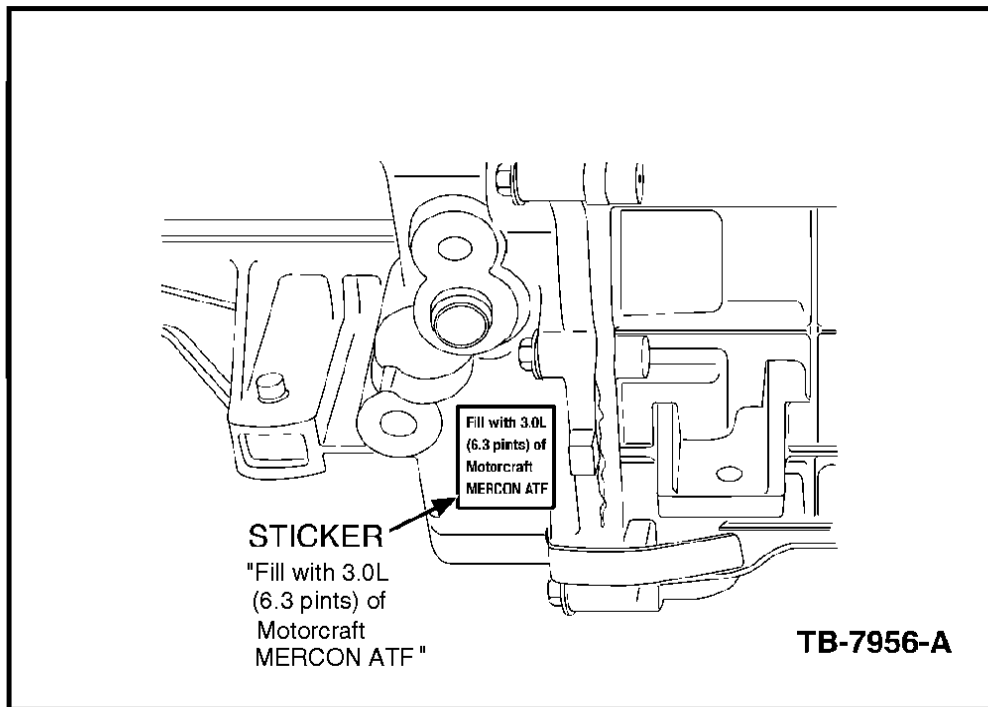 Fill with 3.0L
(6.3 pints) of
Motorcraft
MERCON ATF
STICKER
"Fill with 3.0L
(6.3 pints) of
Motorcraft
MERCON ATF "
TB-7956-A